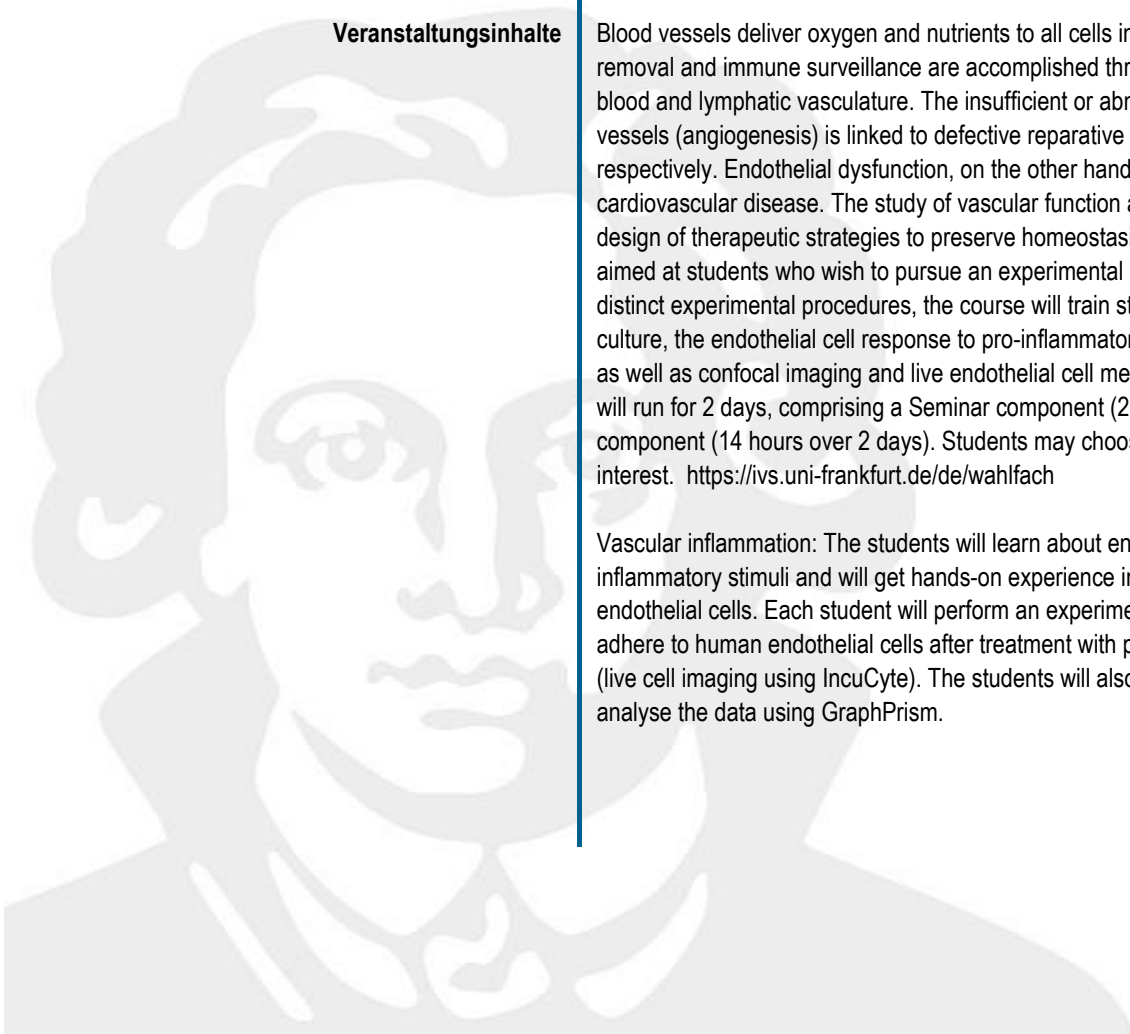 Veranstaltungsinhalte
Blood vessels deliver oxygen and nutrients to all cells in
removal and immune surveillance are accomplished thr
blood and lymphatic vasculature. The insufficient or abn
vessels (angiogenesis) is linked to defective reparative
respectively. Endothelial dysfunction, on the other hand
cardiovascular disease. The study of vascular function a
design of therapeutic strategies to preserve homeostasi
aimed at students who wish to pursue an experimental
distinct experimental procedures, the course will train st
culture, the endothelial cell response to pro-inflammator
as well as confocal imaging and live endothelial cell me
will run for 2 days, comprising a Seminar component (2
component (14 hours over 2 days). Students may choos
interest. https://ivs.uni-frankfurt.de/de/wahlfach
Vascular inflammation: The students will learn about en
inflammatory stimuli and will get hands-on experience in
endothelial cells. Each student will perform an experime
adhere to human endothelial cells after treatment with p
(live cell imaging using IncuCyte). The students will also
analyse the data using GraphPrism.